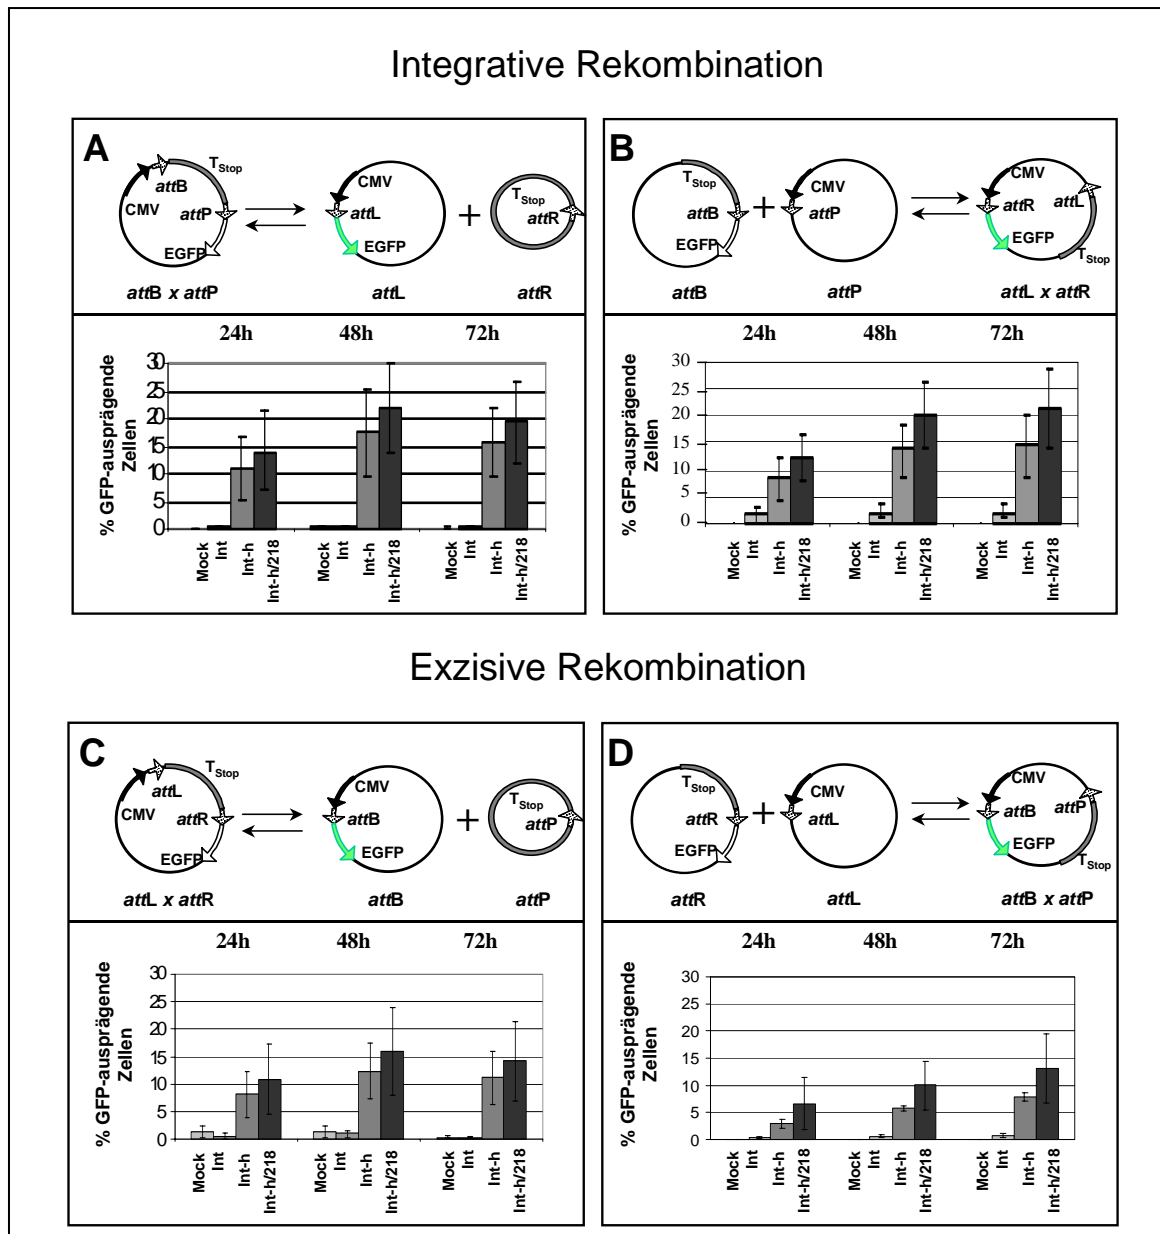 Integrative Rekombination
A
attB
TStop
CMV
attP
EGFP
attB x attP
CMV
attL
EGFP
attL
+
TStop
attR
attR
24h 48h 72h
% GFP-ausprägende
Zellen
30
25
20
15
10
5
0
Mock Int Int-h Int-h/218 Mock Int Int-h Int-h/218 Mock Int Int-h Int-h/218
B
TStop
attB
EGFP
attB
+
CMV
attP
attP
CMV
attR
attL
EGFP
TStop
attL x attR
24h 48h 72h
% GFP-ausprägende
Zellen
30
25
20
15
10
5
0
Mock Int Int-h Int-h/218 Mock Int Int-h Int-h/218 Mock Int Int-h Int-h/218
Exzisive Rekombination
C
attL
TStop
CMV
attR
EGFP
attL x attR
CMV
attB
EGFP
attB
+
TStop
attP
attP
24h 48h 72h
% GFP-ausprägende
Zellen
30
25
20
15
10
5
0
Mock Int Int-h Int-h/218 Mock Int Int-h Int-h/218 Mock Int Int-h Int-h/218
D
TStop
attR
EGFP
attR
+
CMV
attL
attL
CMV
attB
attP
EGFP
TStop
attB x attP
24h 48h 72h
% GFP-ausprägende
Zellen
30
25
20
15
10
5
0
Mock Int Int-h Int-h/218 Mock Int Int-h Int-h/218 Mock Int Int-h Int-h/218